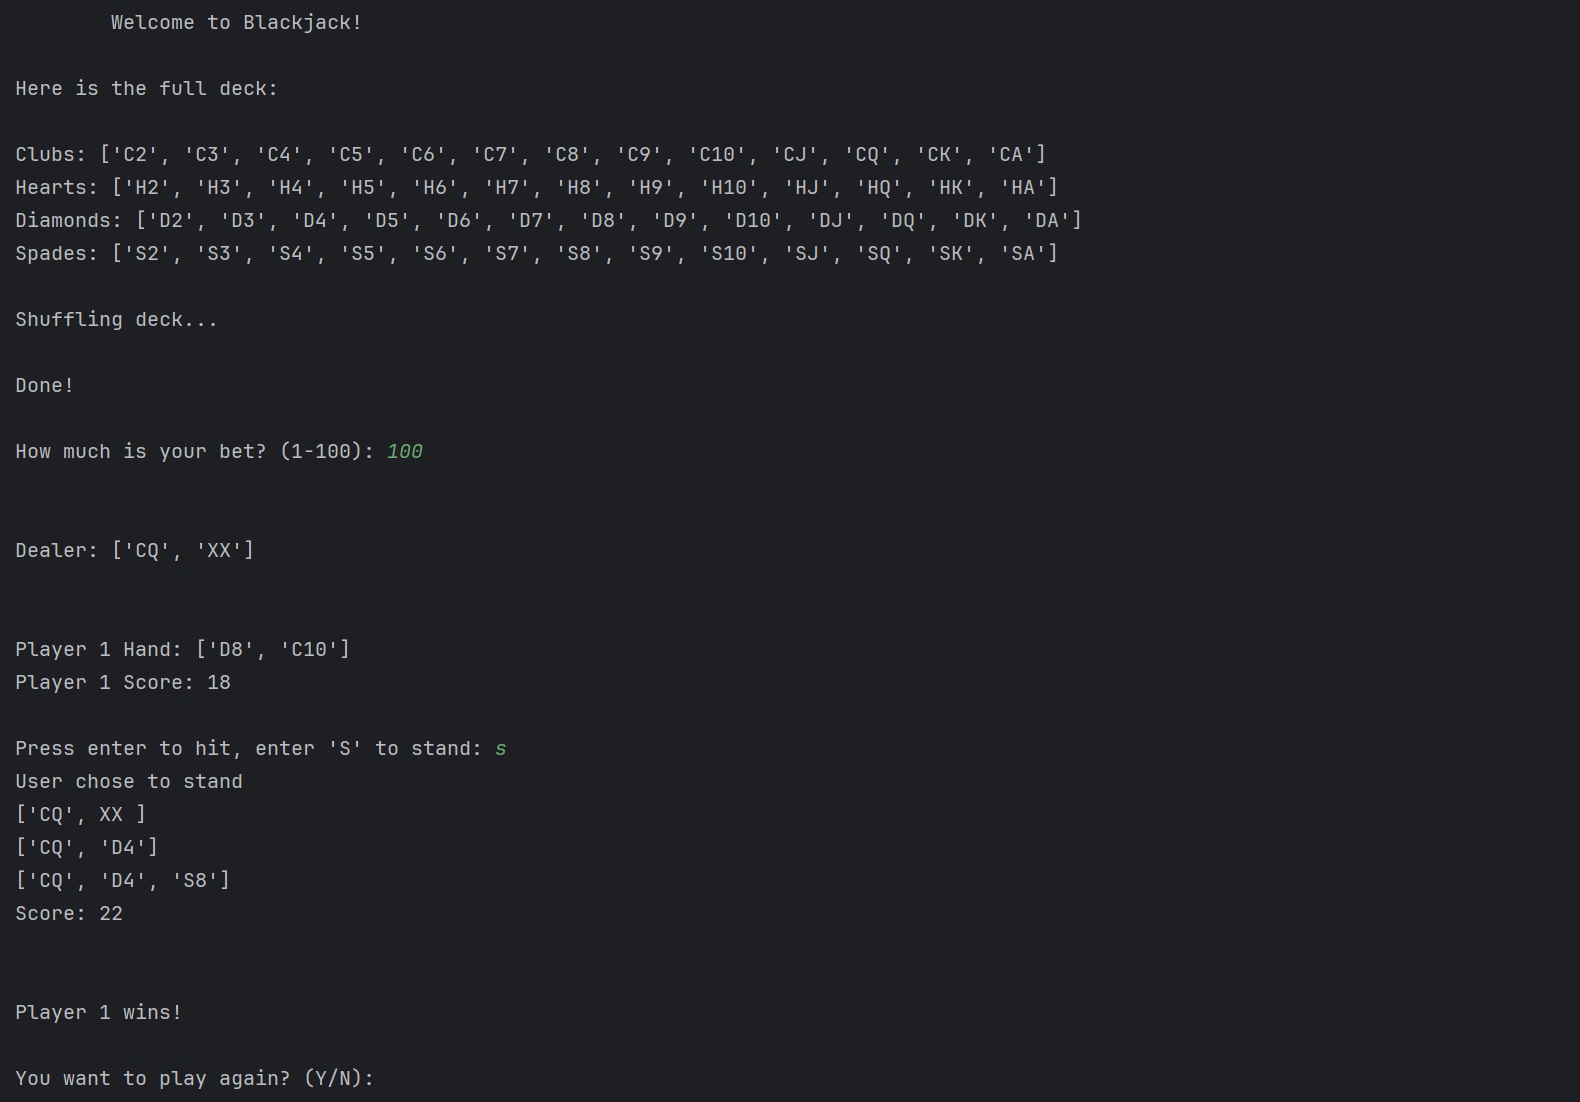 Welcome to Blackjack!
Here is the full deck:
Clubs: ['C2', 'C3', 'C4', 'C5', 'C6', 'C7', 'C8', 'C9', 'C10', 'CJ', 'CQ', 'CK', 'CA']
Hearts: ['H2', 'H3', 'H4', 'H5', 'H6', 'H7', 'H8', 'H9', 'H10', 'HJ', 'HQ', 'HK', 'HA']
Diamonds: ['D2', 'D3', 'D4', 'D5', 'D6', 'D7', 'D8', 'D9', 'D10', 'DJ', 'DQ', 'DK', 'DA']
Spades: ['S2', 'S3', 'S4', 'S5', 'S6', 'S7', 'S8', 'S9', 'S10', 'SJ', 'SQ', 'SK', 'SA']
Shuffling deck...
Done!
How much is your bet? (1-100): 100
Dealer: ['CQ', 'XX']
Player 1 Hand: ['D8', 'C10']
Player 1 Score: 18
Press enter to hit, enter 'S' to stand: s
User chose to stand
['CQ', XX ]
['CQ', 'D4']
['CQ', 'D4', 'S8']
Score: 22
Player 1 wins!
You want to play again? (Y/N):